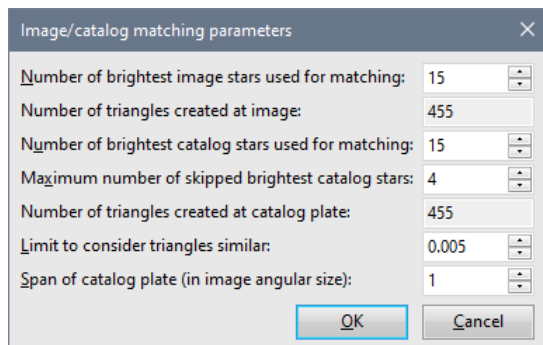 Image/catalog matching parameters
Number of brightest image stars used for matching: 15
Number of triangles created at image: 455
Number of brightest catalog stars used for matching: 15
Maximum number of skipped brightest catalog stars: 4
Number of triangles created at catalog plate: 455
Limit to consider triangles similar: 0.005
Span of catalog plate (in image angular size): 1
OK Cancel